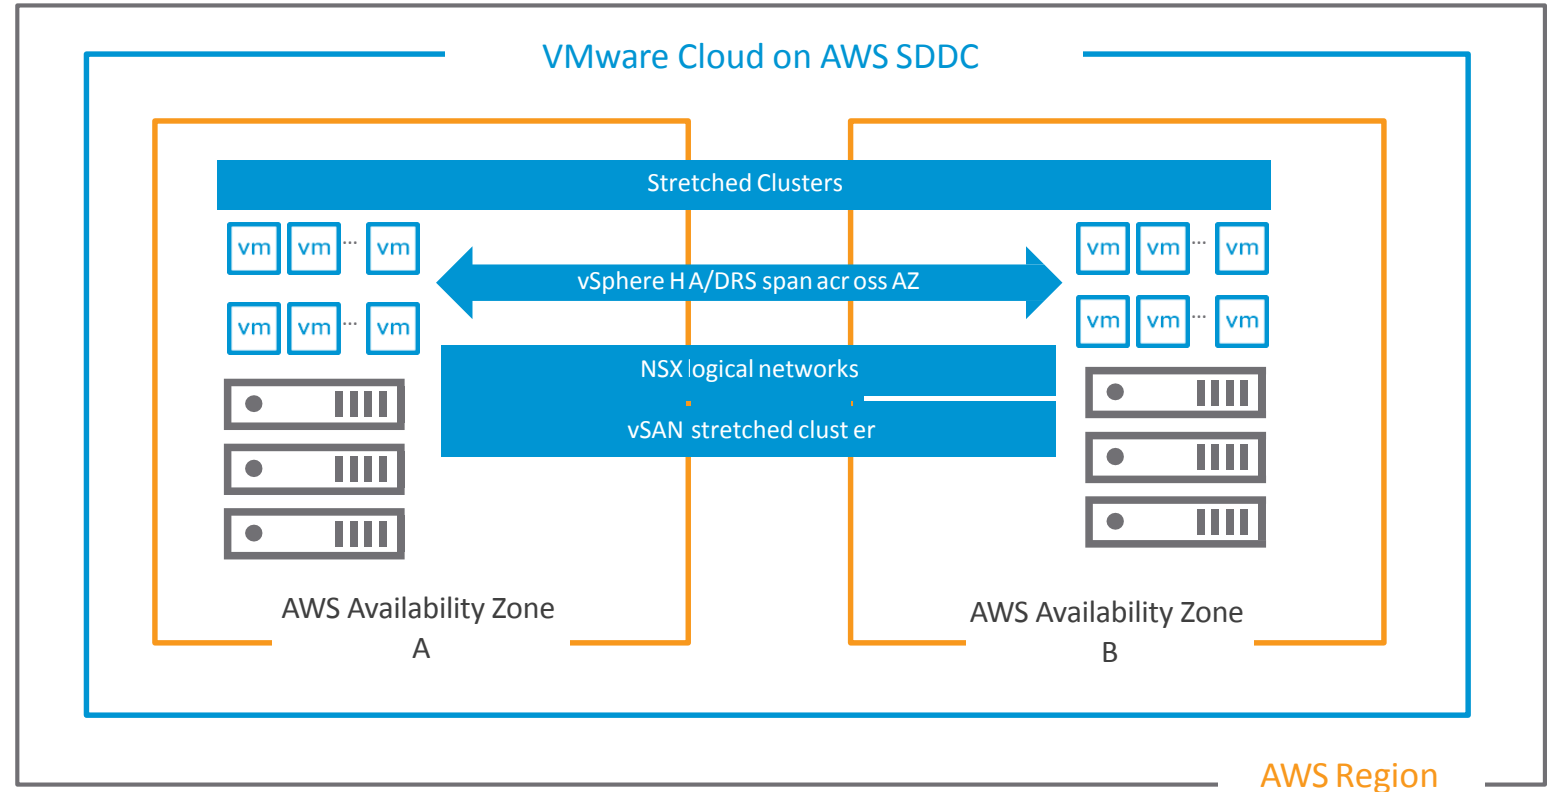 VMware Cloud on AWS SDDC
Stretched Clusters
vm vm ... vm
vm vm ... vm
vSphere HA/DRS span across AZ
vm vm ... vm
vm vm ... vm
NSX logical networks
vSAN stretched cluster
AWS Availability Zone
A
AWS Availability Zone
B
AWS Region